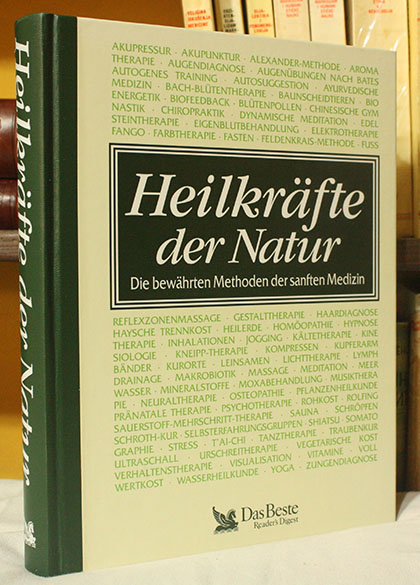 Heilkräfte der Natur
AKUPRESSUR · AKUPUNKTUR · ALEXANDER-METHODE · AROMA
THERAPIE · AUGENDIAGNOSE · AUGENÜBUNGEN NACH BATES
AUTOGENES TRAINING · AUTOSUGGESTION · AYURVEDISCHE
MEDIZIN · BACH-BLÜTENTHERAPIE · BAUNSCHEIDTIEREN · BIO
ENERGETIK · BIOFEEDBACK · BLÜTENPOLLEN · CHINESISCHE GYM
NASTIK · CHIROPRAKTIK · DYNAMISCHE MEDITATION · EDEL
STEINTHERAPIE · EIGENBLUTBEHANDLUNG · ELEKTROTHERAPIE
FANGO · FARBTHERAPIE · FASTEN · FELDENKRAIS-METHODE · FUSS
Heilkräfte
der Natur
Die bewährten Methoden der sanften Medizin
REFLEXZONENMASSAGE · GESTALTTHERAPIE · HAARDIAGNOSE
HAYSCHE TRENNKOST · HEILERDE · HOMÖOPATHIE · HYPNOSE
THERAPIE · INHALATIONEN · JOGGING · KÄLTETHERAPIE · KINE
SIOLOGIE · KNEIPP-THERAPIE · KOMPRESSEN · KUPFERARM
BÄNDER · KURORTE · LEINSAMEN · LICHTTHERAPIE · LYMPH
DRAINAGE · MAKROBIOTIK · MASSAGE · MEDITATION · MEER
WASSER · MINERALSTOFFE · MOXABEHANDLUNG · MUSIKTHERA
PIE · NEURALTHERAPIE · OSTEOPATHIE · PFLANZENHEILKUNDE
PRÄNATALE THERAPIE · PSYCHOTHERAPIE · ROHKOST · ROLFING
SAUERSTOFF-MEHRSCHRITT-THERAPIE · SAUNA · SCHRÖPFEN
SCHROTH-KUR · SELBSTERFAHRUNGSGRUPPEN · SHIATSU · SOMATO
GRAPHIE · STRESS · T'AI-CHI · TANZTHERAPIE · TRAUBENKUR
ULTRASCHALL · URSCHREITHERAPIE · VEGETARISCHE KOST
VERHALTENSTHERAPIE · VISUALISATION · VITAMINE · VOLL
WERTKOST · WASSERHEILKUNDE · YOGA · ZUNGENDIAGNOSE
Das Beste
Reader's Digest